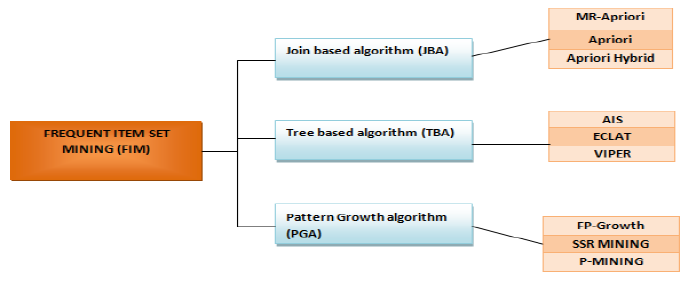 FREQUENT ITEM SET
MINING (FIM)
Join based algorithm (JBA)
MR-Apriori
Apriori
Apriori Hybrid
Tree based algorithm (TBA)
AIS
ECLAT
VIPER
Pattern Growth algorithm
(PGA)
FP-Growth
SSR MINING
P-MINING